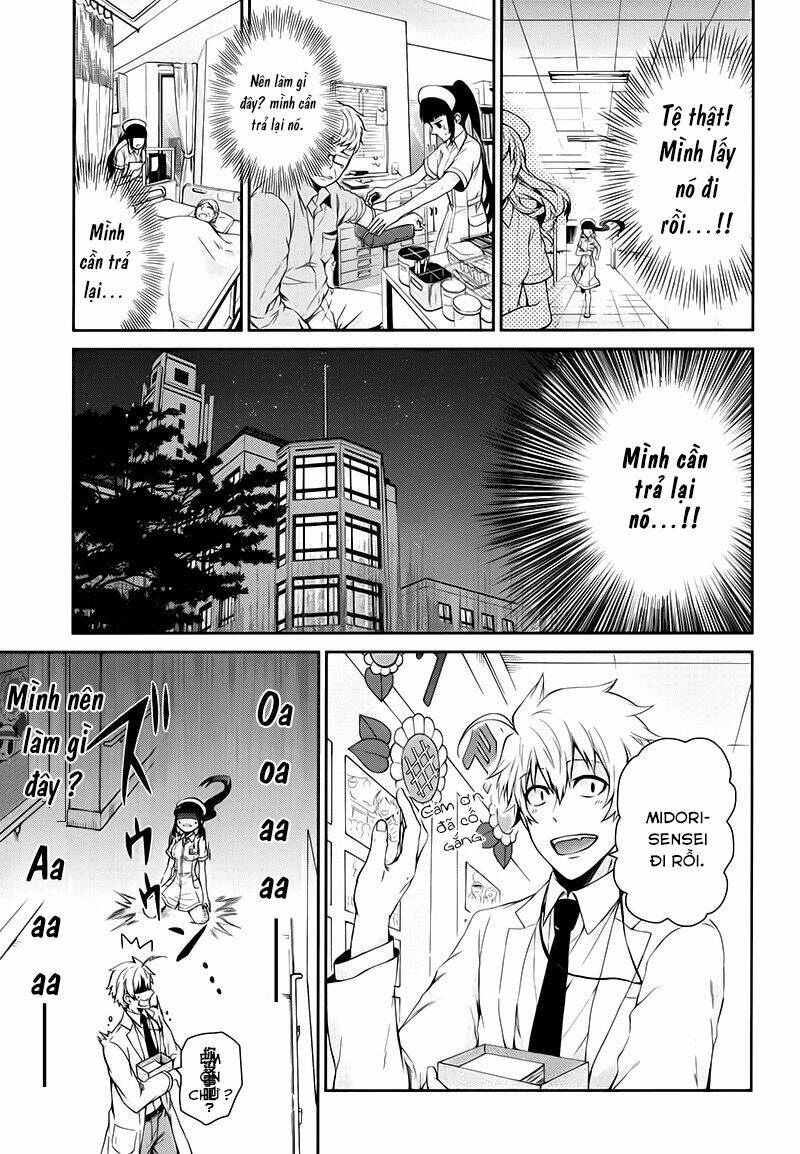 Tệ thật!
Mình lấy
nó đi
rồi...!!
Nên làm gì
đây? mình cần
trả lại nó.
Mình
cần trả
lại...
Mình cần
trả lại
nó...!!
MIDORI-
SENSEI
ĐI RỒI.
Cảm ơn
đã cố
gắng
Oa
oa
aa
aa
Mình nên
làm gì
đây?
Aa
aa
aa